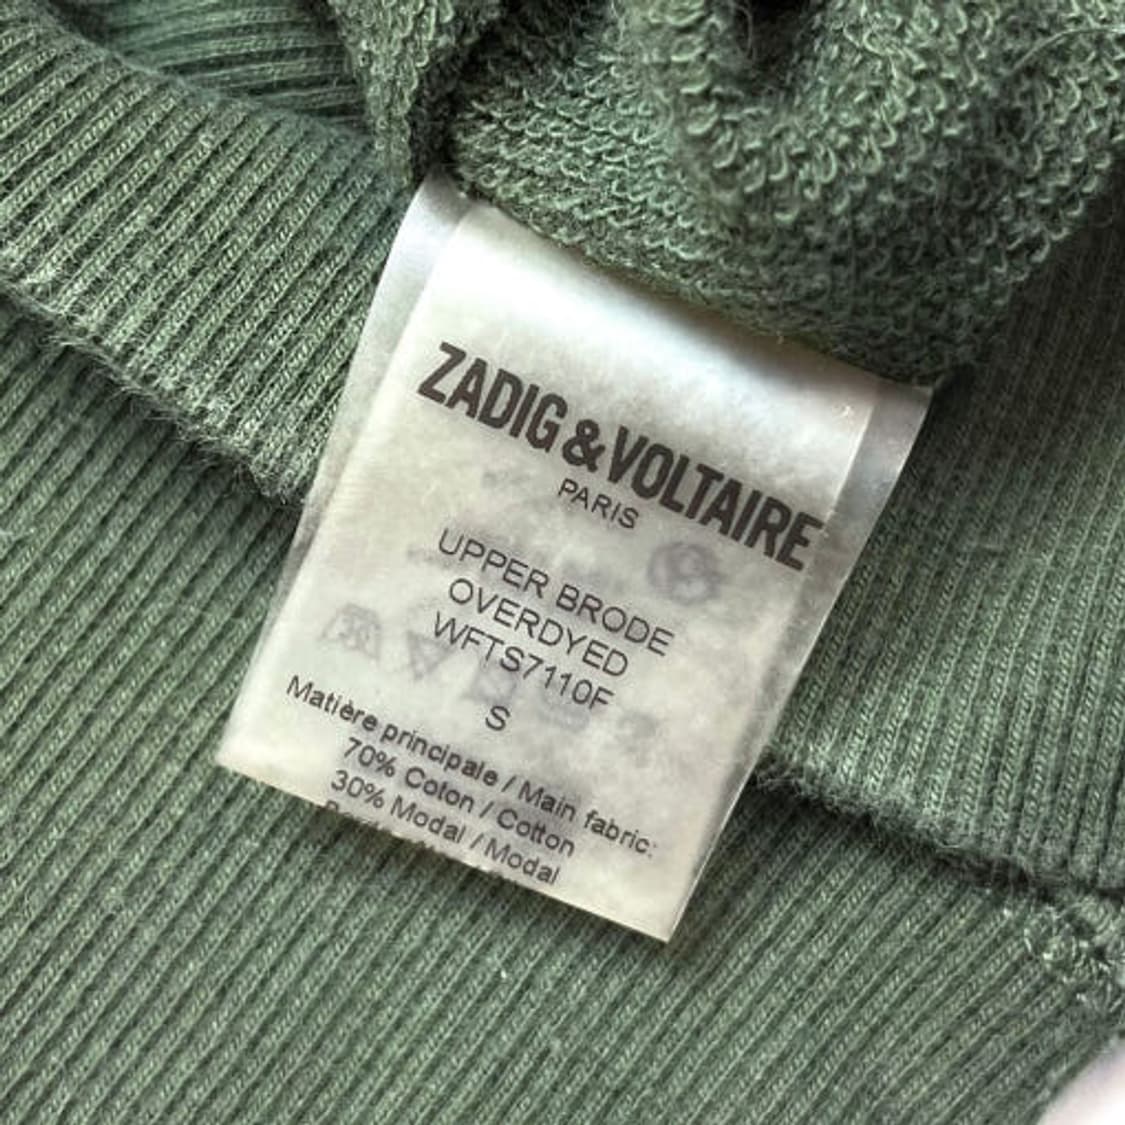 ZADIG & VOLTAIRE
PARIS
UPPER BRODE
OVERDYED
WFTS7110F
S
Matière principale / Main fabric:
70% Coton / Cotton
30% Modal / Modal